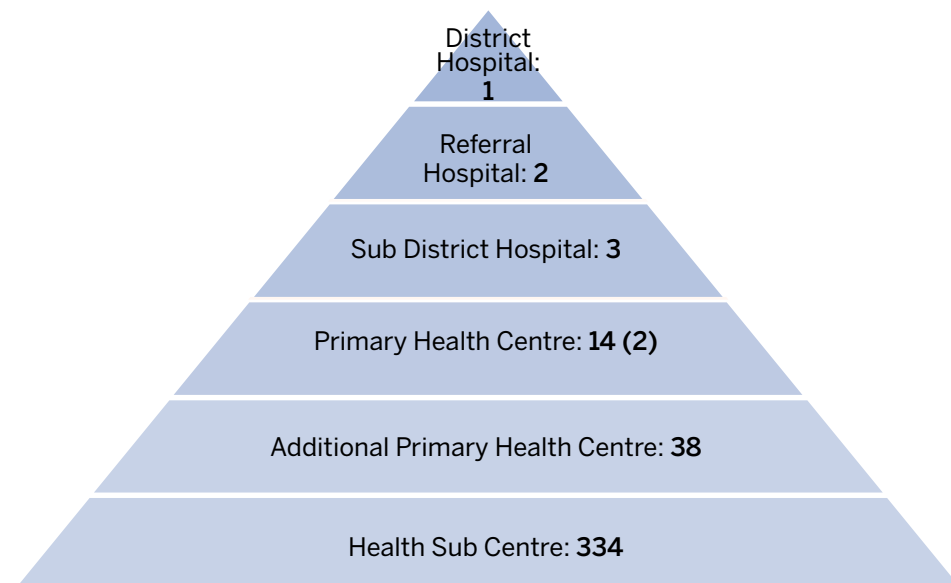 District
Hospital:
1
Referral
Hospital: 2
Sub District Hospital: 3
Primary Health Centre: 14 (2)
Additional Primary Health Centre: 38
Health Sub Centre: 334